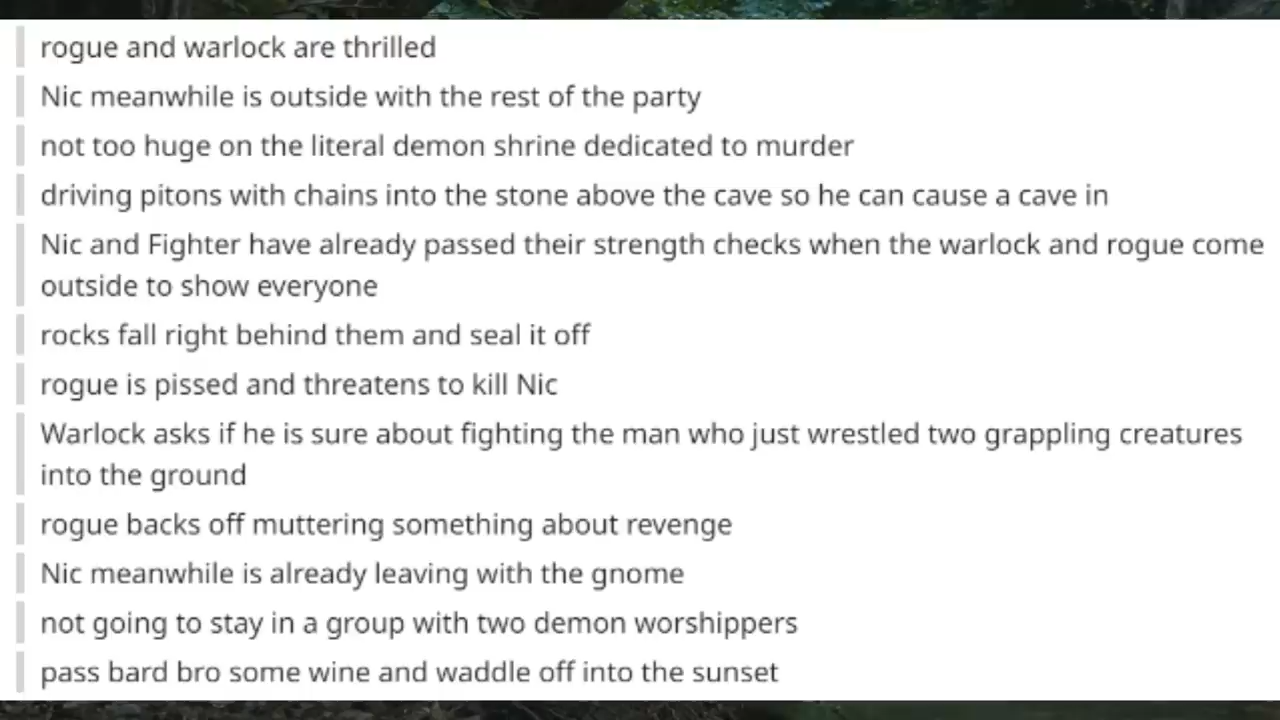 rogue and warlock are thrilled
Nic meanwhile is outside with the rest of the party
not too huge on the literal demon shrine dedicated to murder
driving pitons with chains into the stone above the cave so he can cause a cave in
Nic and Fighter have already passed their strength checks when the warlock and rogue come
outside to show everyone
rocks fall right behind them and seal it off
rogue is pissed and threatens to kill Nic
Warlock asks if he is sure about fighting the man who just wrestled two grappling creatures
into the ground
rogue backs off muttering something about revenge
Nic meanwhile is already leaving with the gnome
not going to stay in a group with two demon worshippers
pass bard bro some wine and waddle off into the sunset